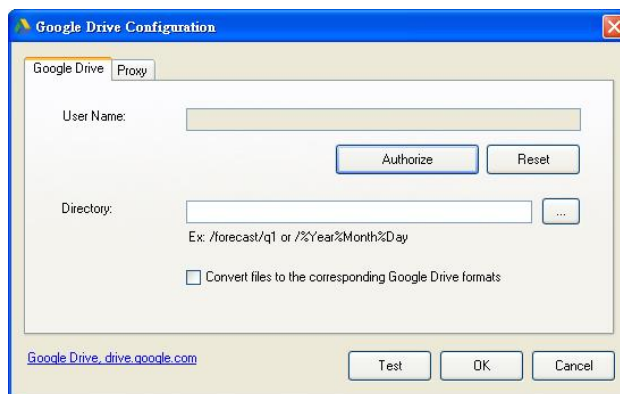 Google Drive Configuration
Google Drive Proxy
User Name:
Authorize Reset
Directory: ...
Ex: /forecast/q1 or /%Year%Month%Day
Convert files to the corresponding Google Drive formats
Google Drive, drive.google.com Test OK Cancel